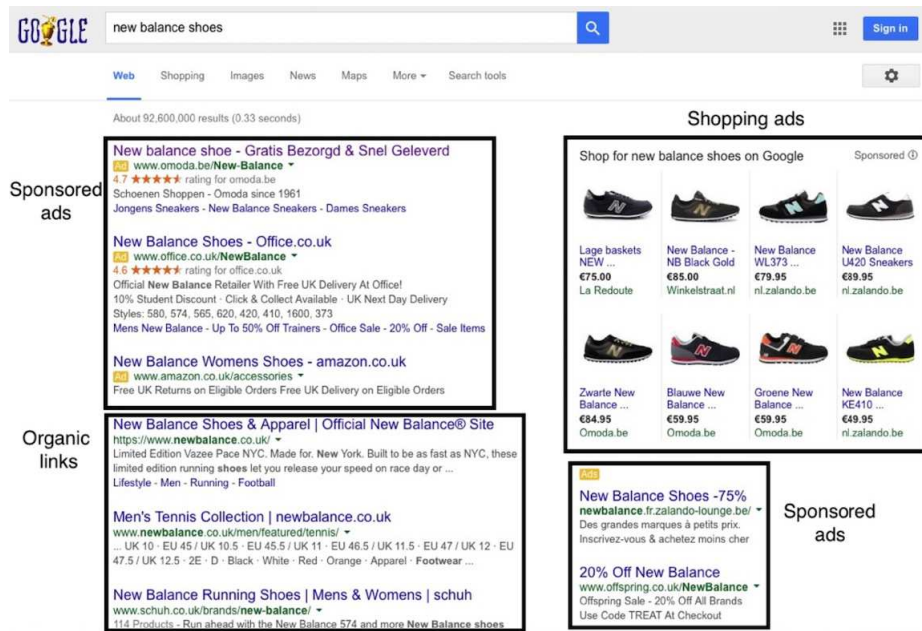 GOOGLE
new balance shoes
Sign in
Web Shopping Images News Maps More Search tools
About 92,600,000 results (0.33 seconds)
Sponsored
ads
New balance shoe - Gratis Bezorgd & Snel Geleverd
Ad www.omoda.be/New-Balance
4.7 ★★★★★ rating for omoda.be
Schoenen Shoppen - Omoda since 1961
Jongens Sneakers - New Balance Sneakers - Dames Sneakers
New Balance Shoes - Office.co.uk
Ad www.office.co.uk/NewBalance
4.6 ★★★★★ rating for office.co.uk
Official New Balance Retailer With Free UK Delivery At Office!
10% Student Discount · Click & Collect Available · UK Next Day Delivery
Styles: 580, 574, 565, 620, 420, 410, 1600, 373
Mens New Balance - Up To 50% Off Trainers - Office Sale - 20% Off - Sale Items
New Balance Womens Shoes - amazon.co.uk
Ad www.amazon.co.uk/accessories
Free UK Returns on Eligible Orders Free UK Delivery on Eligible Orders
Organic
links
New Balance Shoes & Apparel | Official New Balance® Site
https://www.newbalance.co.uk/
Limited Edition Vazee Pace NYC. Made for. New York. Built to be as fast as NYC, these
limited edition running shoes let you release your speed on race day or ...
Lifestyle - Men - Running - Football
Men's Tennis Collection | newbalance.co.uk
www.newbalance.co.uk/men/featured/tennis/
... UK 10 · EU 45 / UK 10.5 · EU 45.5 / UK 11 · EU 46.5 / UK 11.5 · EU 47 / UK 12 · EU
47.5 / UK 12.5 · 2E · D · Black · White · Red · Orange · Apparel · Footwear ...
New Balance Running Shoes | Mens & Womens | schuh
www.schuh.co.uk/brands/new-balance/
114 Products - Run ahead with the New Balance 574 and more New Balance shoes
Shopping ads
Shop for new balance shoes on Google Sponsored
Lage baskets
NEW ...
€75.00
La Redoute
New Balance -
NB Black Gold
€85.00
Winkelstraat.nl
New Balance
WL373 ...
€79.95
nl.zalando.be
New Balance
U420 Sneakers
€89.95
nl.zalando.be
Zwarte New
Balance ...
€84.95
Omoda.be
Blauwe New
Balance ...
€59.95
Omoda.be
Groene New
Balance ...
€59.95
Omoda.be
New Balance
KE410 ...
€49.95
nl.zalando.be
Ads
New Balance Shoes -75%
newbalance.fr.zalando-lounge.be/
Des grandes marques à petits prix.
Inscrivez-vous & achetez moins cher
20% Off New Balance
www.offspring.co.uk/NewBalance
Offspring Sale - 20% Off All Brands
Use Code TREAT At Checkout
Sponsored
ads